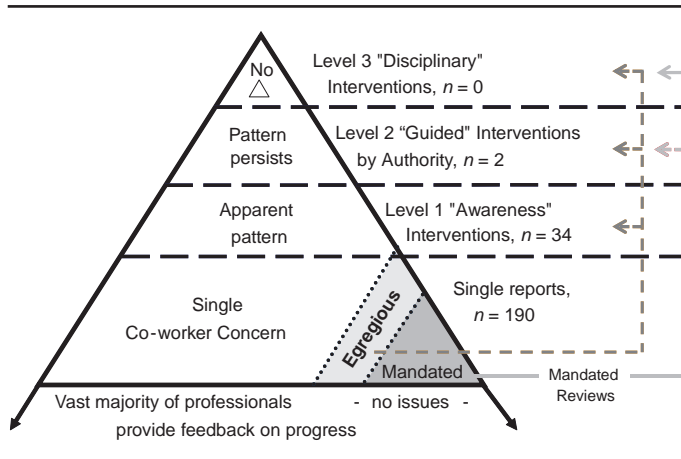 No
△
Level 3 "Disciplinary"
Interventions, n = 0
Pattern
persists
Level 2 “Guided” Interventions
by Authority, n = 2
Apparent
pattern
Level 1 "Awareness"
Interventions, n = 34
Single
Co-worker Concern
Egregious
Mandated
Single reports,
n = 190
Mandated
Reviews
Vast majority of professionals - no issues -
provide feedback on progress